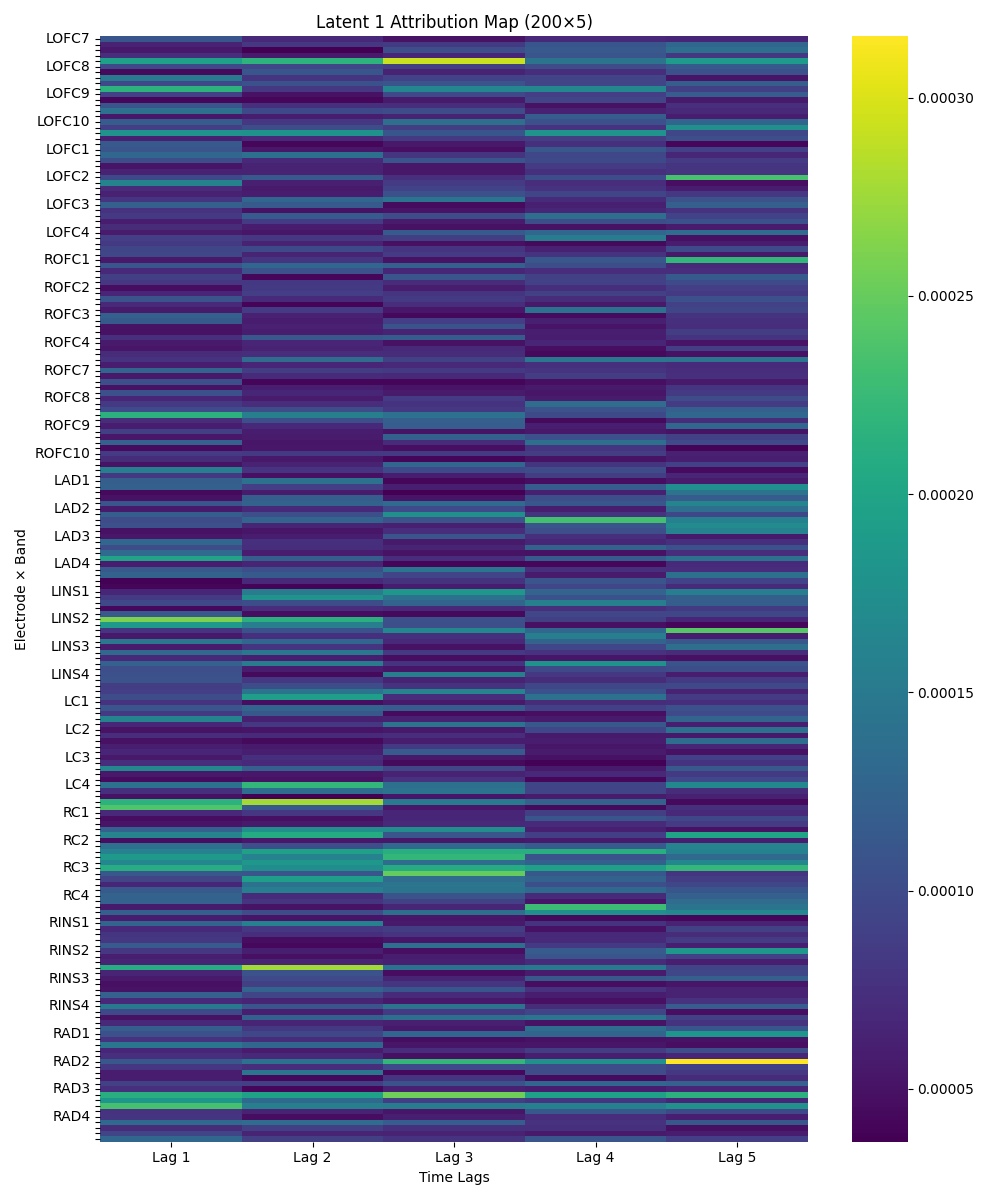 Latent 1 Attribution Map (200×5)
LOFC7
LOFC8
LOFC9
LOFC10
LOFC1
LOFC2
LOFC3
LOFC4
ROFC1
ROFC2
ROFC3
ROFC4
ROFC7
ROFC8
ROFC9
ROFC10
LAD1
LAD2
LAD3
LAD4
LINS1
LINS2
LINS3
LINS4
LC1
LC2
LC3
LC4
RC1
RC2
RC3
RC4
RINS1
RINS2
RINS3
RINS4
RAD1
RAD2
RAD3
RAD4
Electrode × Band
Lag 1
Lag 2
Lag 3
Lag 4
Lag 5
Time Lags
0.00030
0.00025
0.00020
0.00015
0.00010
0.00005